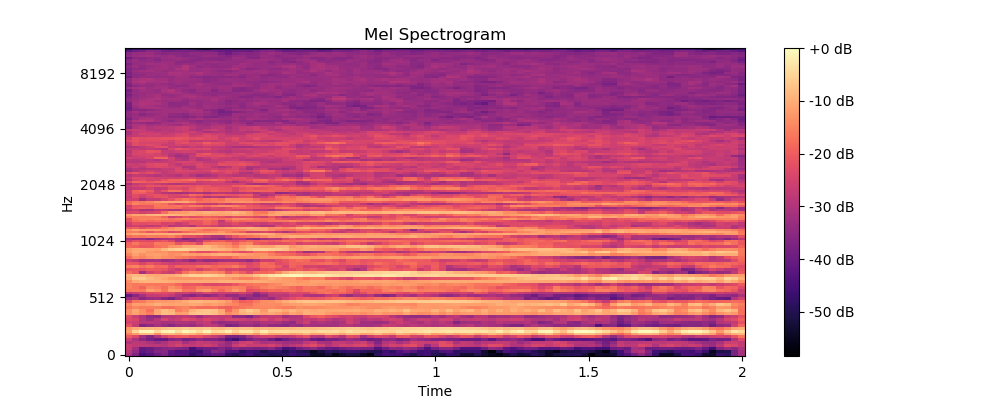 Mel Spectrogram
Hz
8192
4096
2048
1024
512
0
0 0.5 1 1.5 2
Time
+0 dB
-10 dB
-20 dB
-30 dB
-40 dB
-50 dB